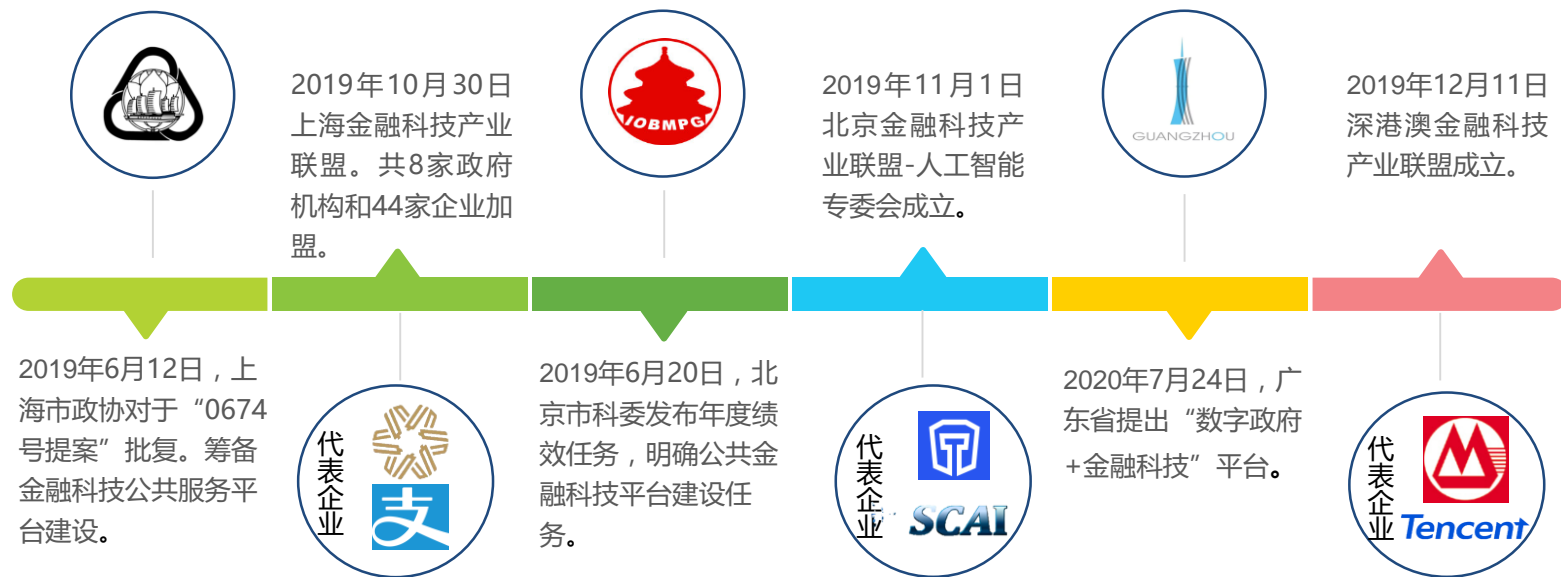 2019年10月30日
上海金融科技产业
联盟。共8家政府
机构和44家企业加
盟。
IOBMPG
2019年11月1日
北京金融科技产
业联盟-人工智能
专委会成立。
GUANGZHOU
2019年12月11日
深港澳金融科技
产业联盟成立。
2019年6月12日，上
海市政协对于“0674
号提案”批复。筹备
金融科技公共服务平
台建设。
代表企业
支
2019年6月20日，北
京市科委发布年度绩
效任务，明确公共金
融科技平台建设任
务。
代表企业
SCAI
2020年7月24日，广
东省提出“数字政府
+金融科技”平台。
代表企业
Tencent